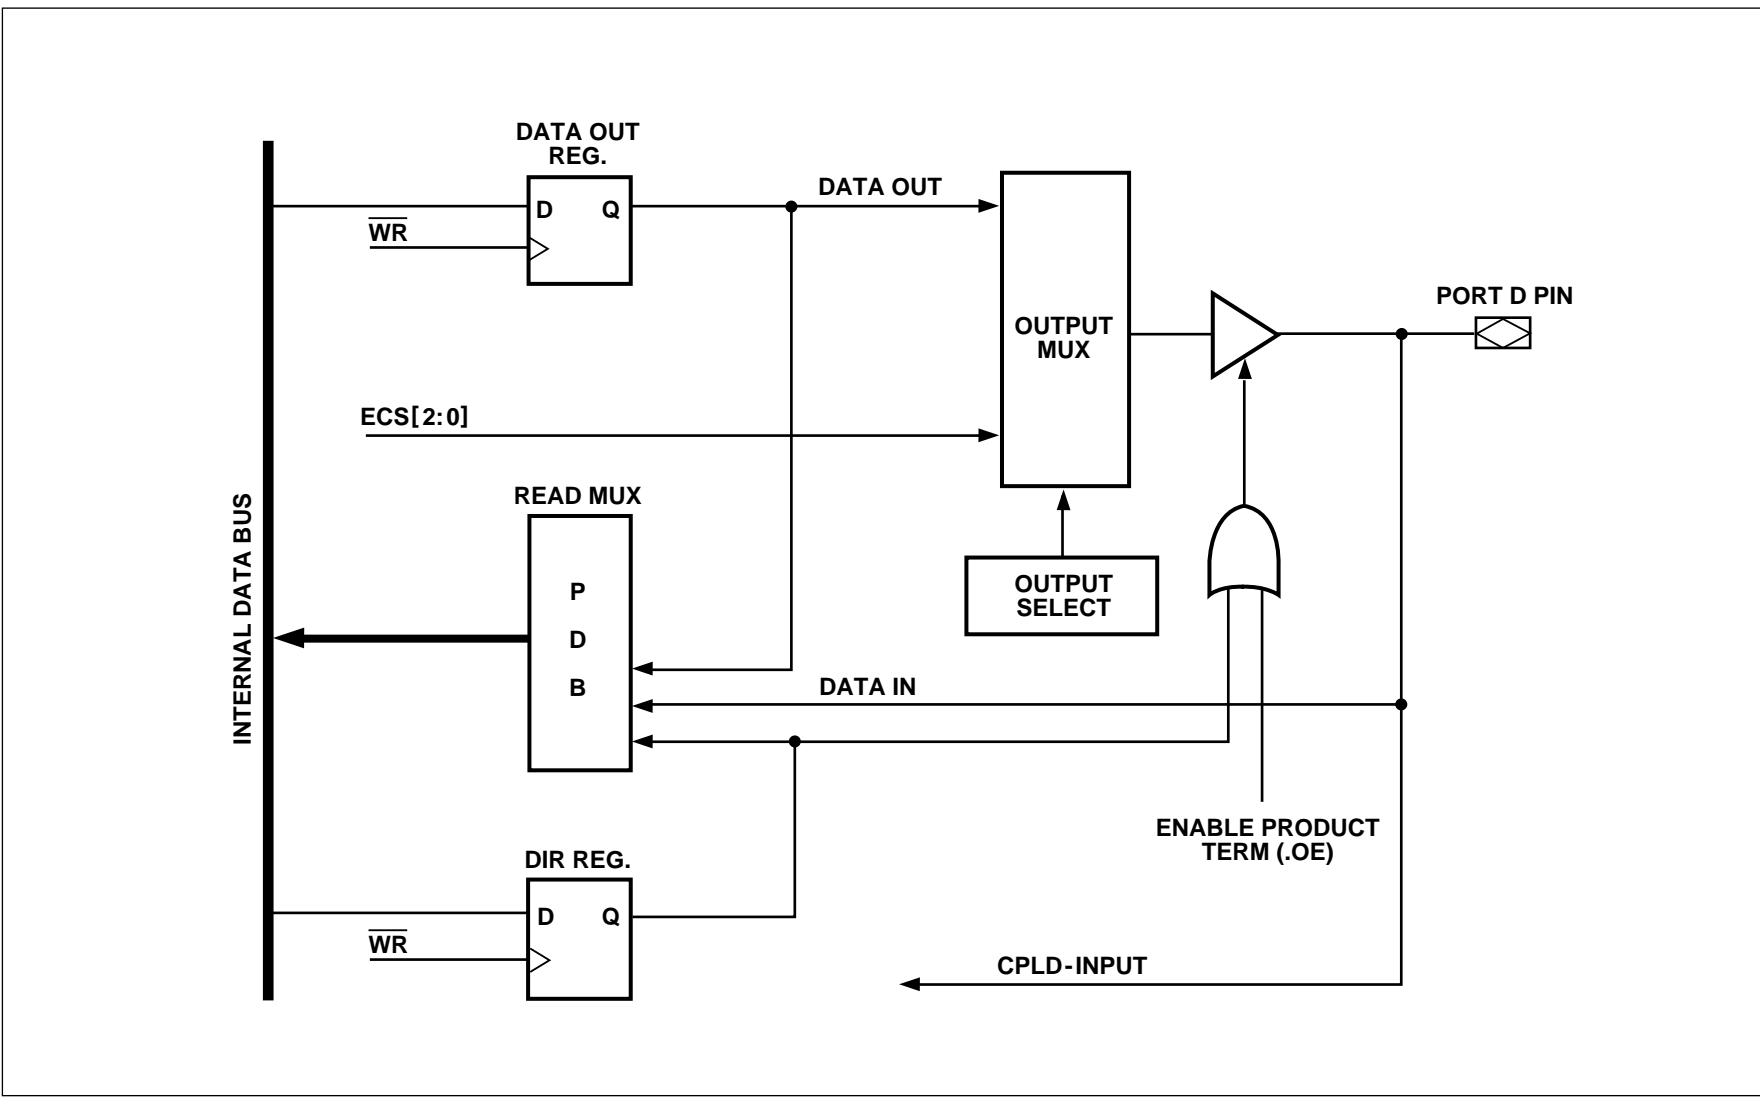 DATA OUT
REG.
D Q
WR
DATA OUT
OUTPUT
MUX
PORT D PIN
ECS[2:0]
READ MUX
P
D
B
INTERNAL DATA BUS
OUTPUT
SELECT
DATA IN
ENABLE PRODUCT
TERM (.OE)
DIR REG.
D Q
WR
CPLD-INPUT